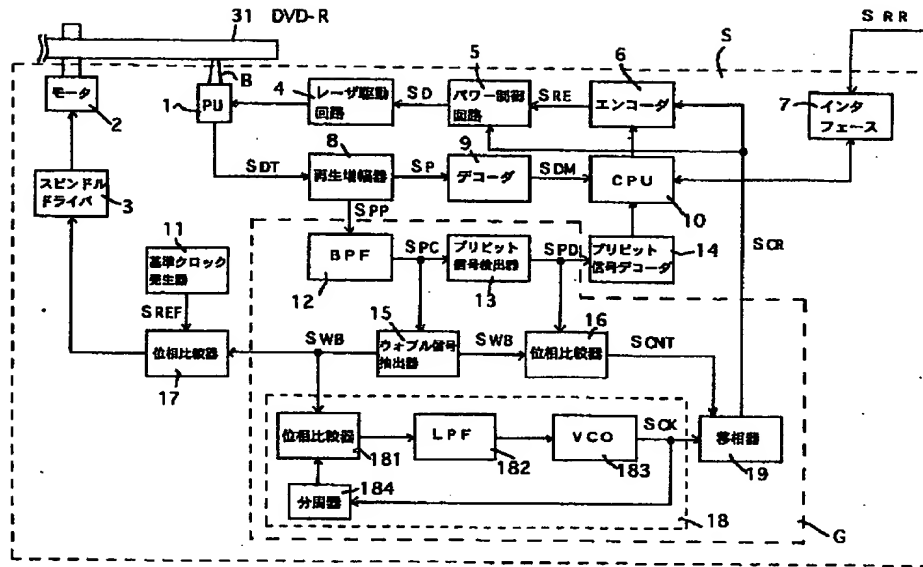 31 DVD-R
S
SRR
B
モータ
2
1
PU
4
レーザ駆動
回路
SD
5
パワー制御
回路
SRE
6
エンコーダ
7
インタ
フェース
スピンドル
ドライバ
3
SDT
8
再生増幅器
SP
9
デコーダ
SDM
CPU
10
SPP
11
基準クロック
発生器
BPF
12
SPC
プリピット
信号検出器
13
SPD
プリピット
信号デコーダ
14
SCR
SREF
位相比較器
17
SWB
15
ウォブル信号
抽出器
SWB
16
位相比較器
SCNT
位相比較器
181
LPF
182
VCO
183
SCK
移相器
19
分周器
184
18
G